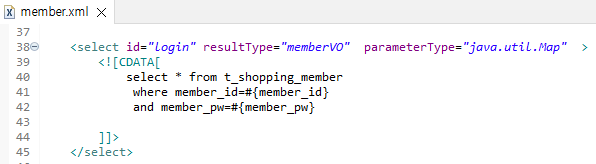 member.xml
37
38 <select id="login" resultType="memberVO"  parameterType="java.util.Map"  >
39 <![CDATA[
40 select * from t_shopping_member
41 where member_id=#{member_id}
42 and member_pw=#{member_pw}
43
44 ]]>
45 </select>